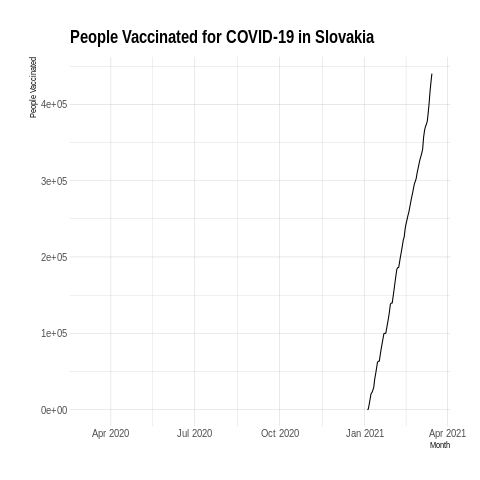 People Vaccinated for COVID-19 in Slovakia
People Vaccinated
4e+05
3e+05
2e+05
1e+05
0e+00
Apr 2020 Jul 2020 Oct 2020 Jan 2021 Apr 2021
Month